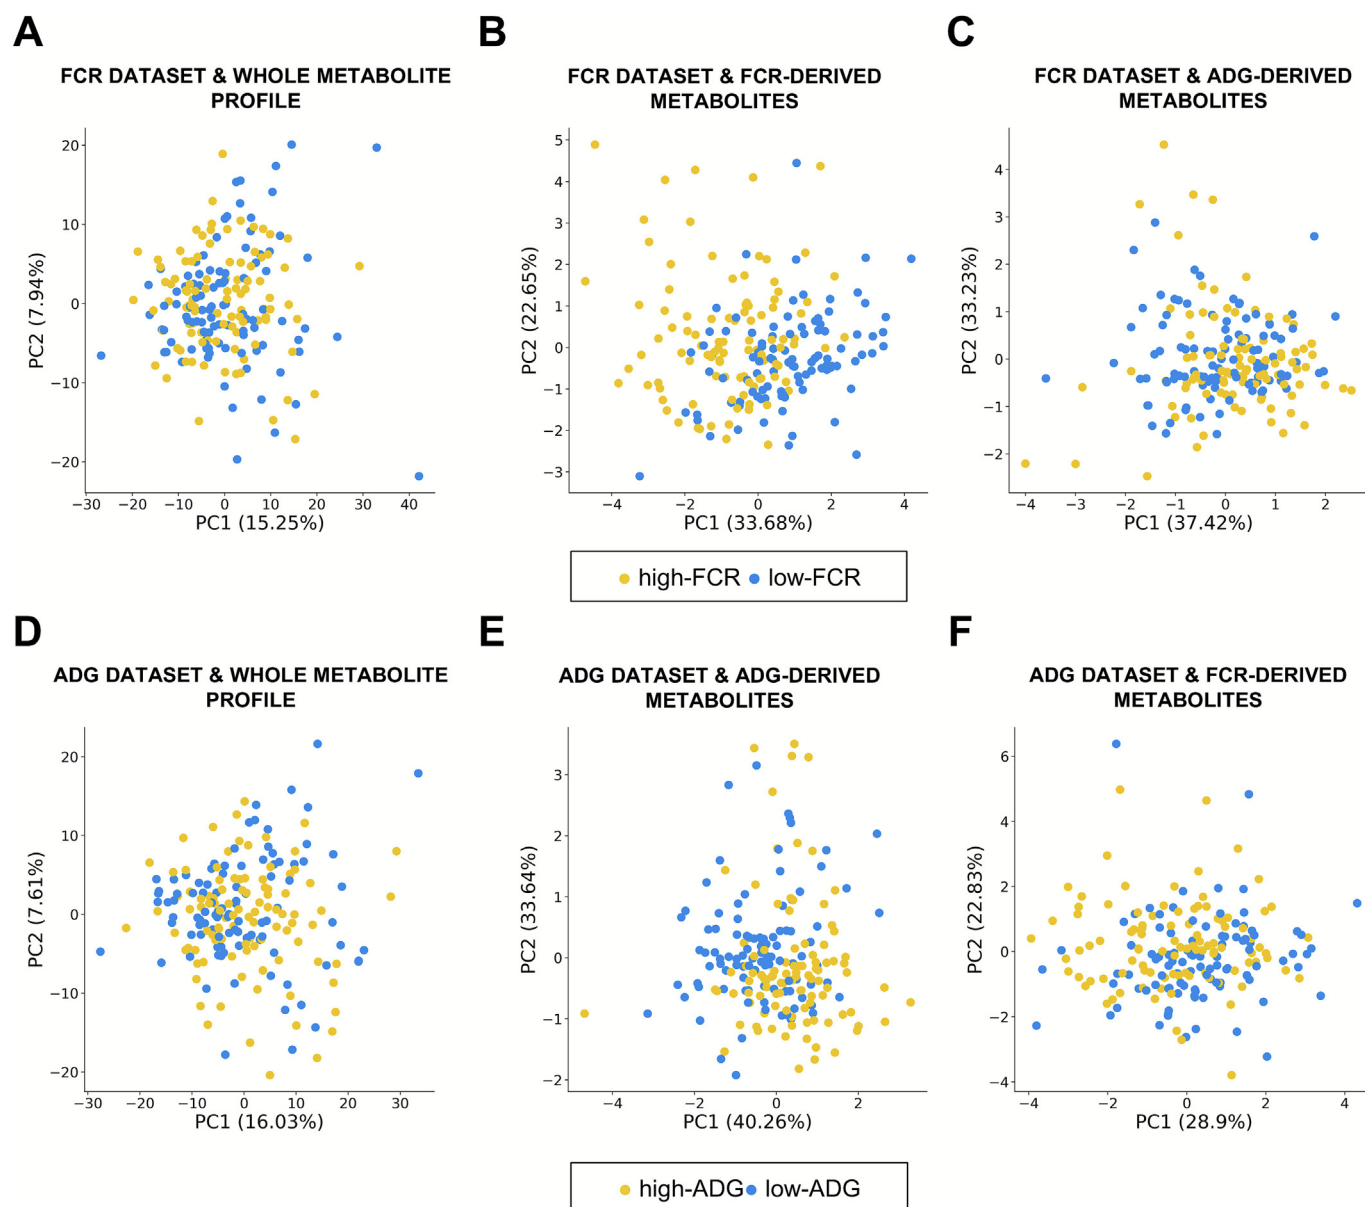 A
B
C
FCR DATASET & WHOLE METABOLITE
PROFILE
FCR DATASET & FCR-DERIVED
METABOLITES
FCR DATASET & ADG-DERIVED
METABOLITES
20
10
0
−10
−20
PC2 (7.94%)
−30 −20 −10 0 10 20 30 40
PC1 (15.25%)
5
4
3
2
1
0
−1
−2
−3
PC2 (22.65%)
−4 −2 0 2 4
PC1 (33.68%)
4
3
2
1
0
−1
−2
PC2 (33.23%)
−4 −3 −2 −1 0 1 2
PC1 (37.42%)
high-FCR low-FCR
D
E
F
ADG DATASET & WHOLE METABOLITE
PROFILE
ADG DATASET & ADG-DERIVED
METABOLITES
ADG DATASET & FCR-DERIVED
METABOLITES
20
10
0
−10
−20
PC2 (7.61%)
−30 −20 −10 0 10 20 30
PC1 (16.03%)
3
2
1
0
−1
−2
PC2 (33.64%)
−4 −2 0 2
PC1 (40.26%)
6
4
2
0
−2
−4
PC2 (22.83%)
−4 −2 0 2 4
PC1 (28.9%)
high-ADG low-ADG